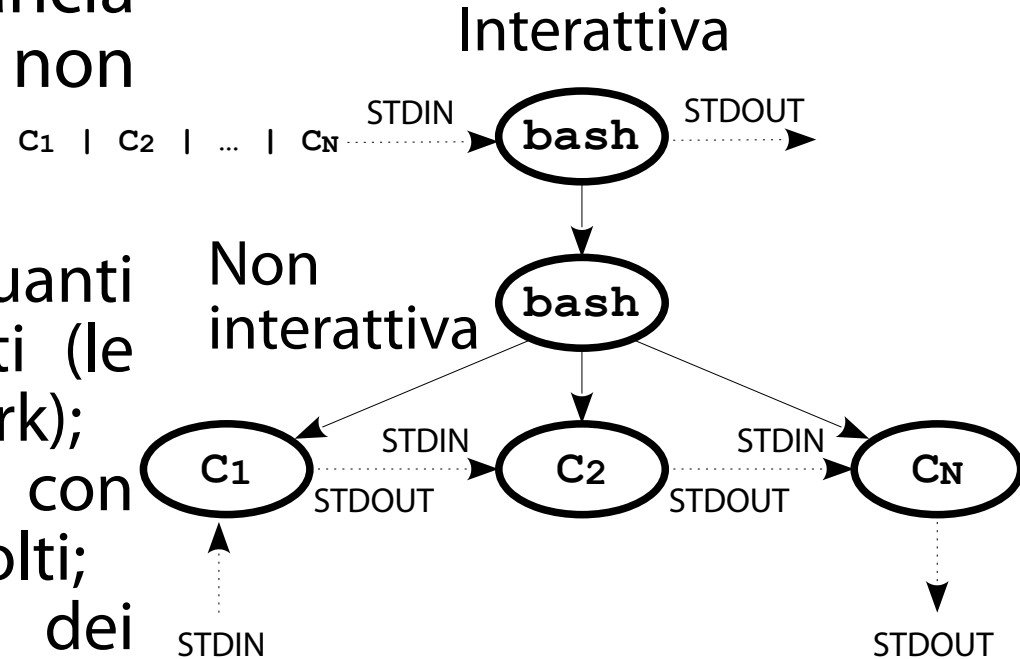 Interattiva
non
C1 | C2 | ... | CN
STDIN
bash
STDOUT
Non
interattiva
bash
(le
con
C1
STDIN
STDOUT
C2
STDIN
STDOUT
CN
dei
STDIN
STDOUT